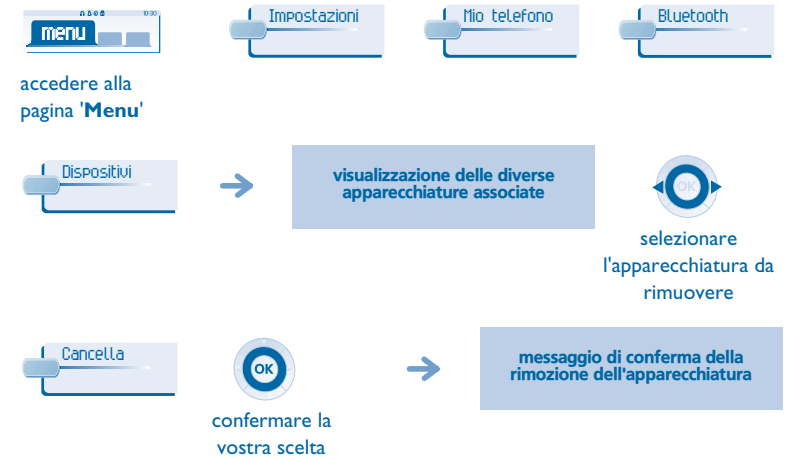 10:30
menu
Impostazioni
Mio telefono
Bluetooth
accedere alla
pagina 'Menu'
Dispositivi
visualizzazione delle diverse
apparecchiature associate
OK
selezionare
l'apparecchiatura da
rimuovere
Cancella
OK
confermare la
vostra scelta
messaggio di conferma della
rimozione dell'apparecchiatura